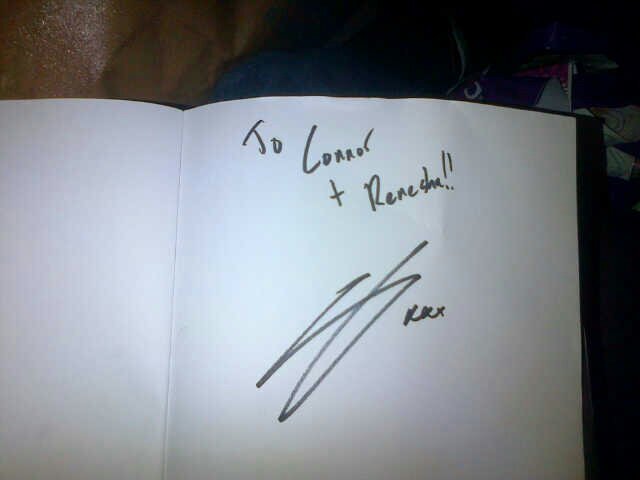 To Connor
+ Renesha!!
xxx